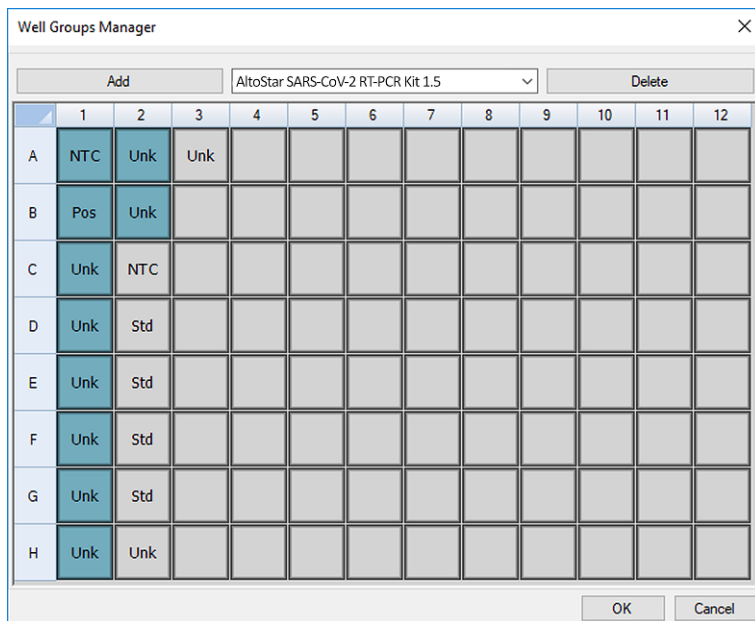 Well Groups Manager
Add AltoStar SARS-CoV-2 RT-PCR Kit 1.5 Delete
1 2 3 4 5 6 7 8 9 10 11 12
A NTC Unk Unk
B Pos Unk
C Unk NTC
D Unk Std
E Unk Std
F Unk Std
G Unk Std
H Unk Unk
OK Cancel